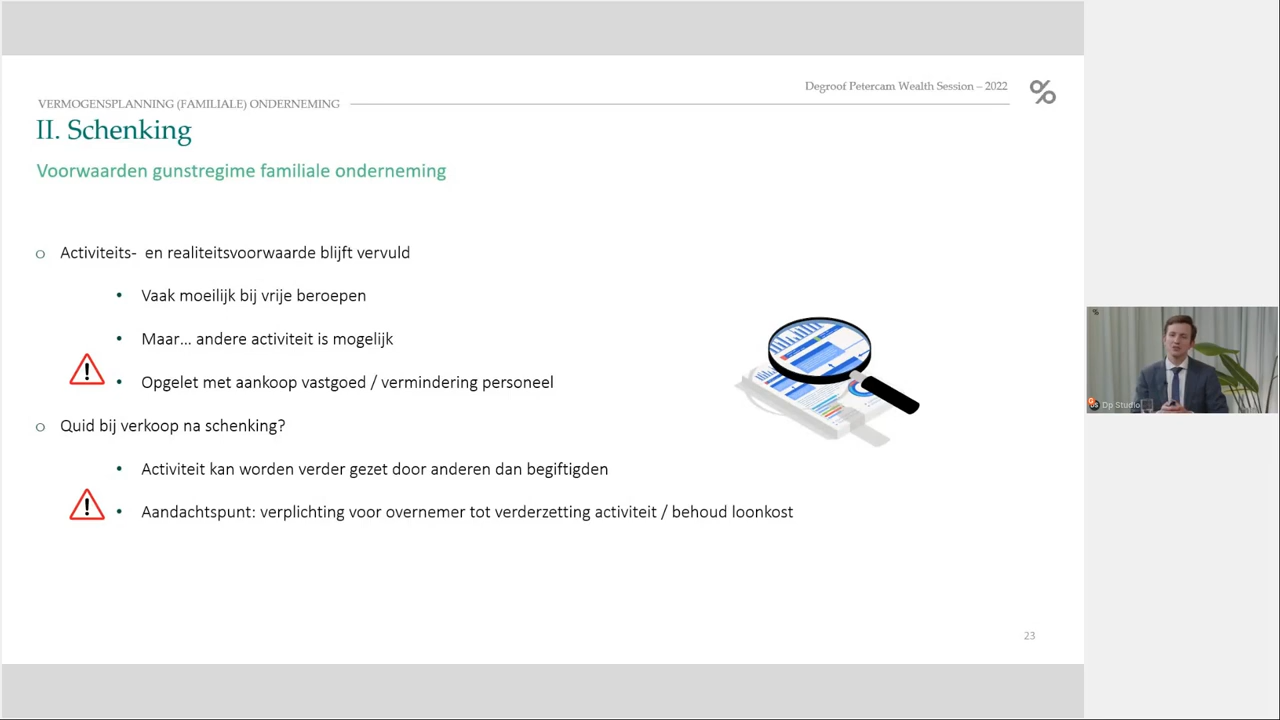 Degroof Petercam Wealth Session – 2022
VERMOGENSPLANNING (FAMILIALE) ONDERNEMING
II. Schenking
Voorwaarden gunstregime familiale onderneming
o Activiteits- en realiteitsvoorwaarde blijft vervuld
• Vaak moeilijk bij vrije beroepen
• Maar... andere activiteit is mogelijk
• Opgelet met aankoop vastgoed / vermindering personeel
o Quid bij verkoop na schenking?
• Activiteit kan worden verder gezet door anderen dan begiftigden
• Aandachtspunt: verplichting voor overnemer tot verderzetting activiteit / behoud loonkost
23
Dp Studio